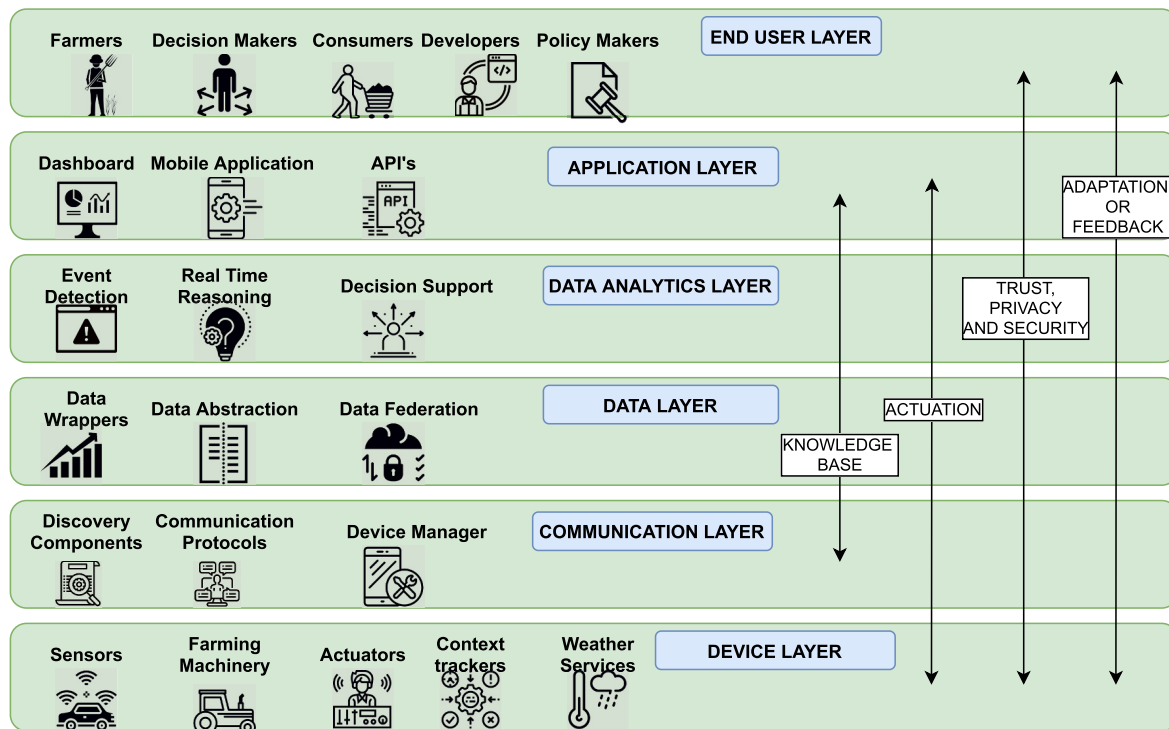 Farmers
Decision Makers
Consumers
Developers
Policy Makers
END USER LAYER
</>
Dashboard
Mobile Application
API's
API
APPLICATION LAYER
ADAPTATION
OR
FEEDBACK
Event
Detection
Real Time
Reasoning
Decision Support
DATA ANALYTICS LAYER
TRUST,
PRIVACY
AND SECURITY
Data
Wrappers
Data Abstraction
Data Federation
DATA LAYER
ACTUATION
KNOWLEDGE
BASE
Discovery
Components
Communication
Protocols
Device Manager
COMMUNICATION LAYER
Sensors
Farming
Machinery
Actuators
Context
trackers
Weather
Services
DEVICE LAYER